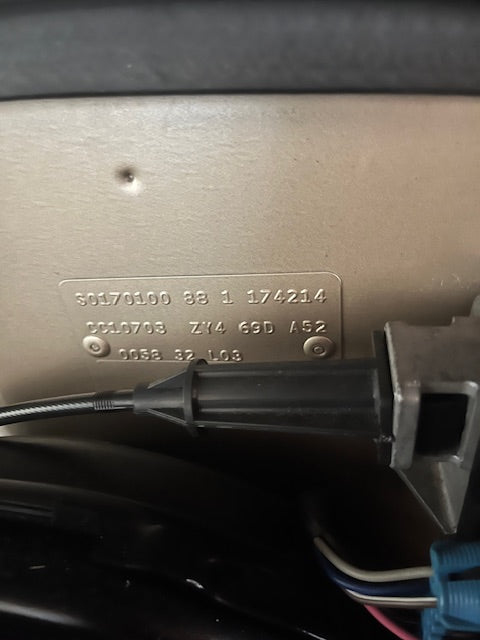 S0170100 88 1 174214
CC10703 ZY4 69D A52
0058 32 L03